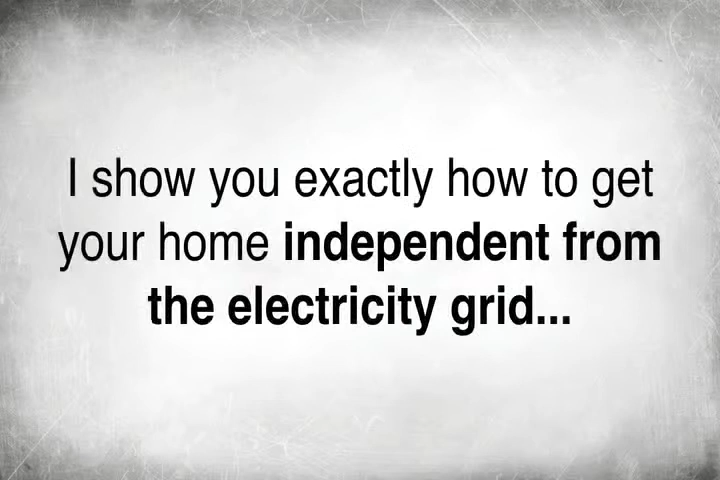 I show you exactly how to get
your home independent from
the electricity grid...